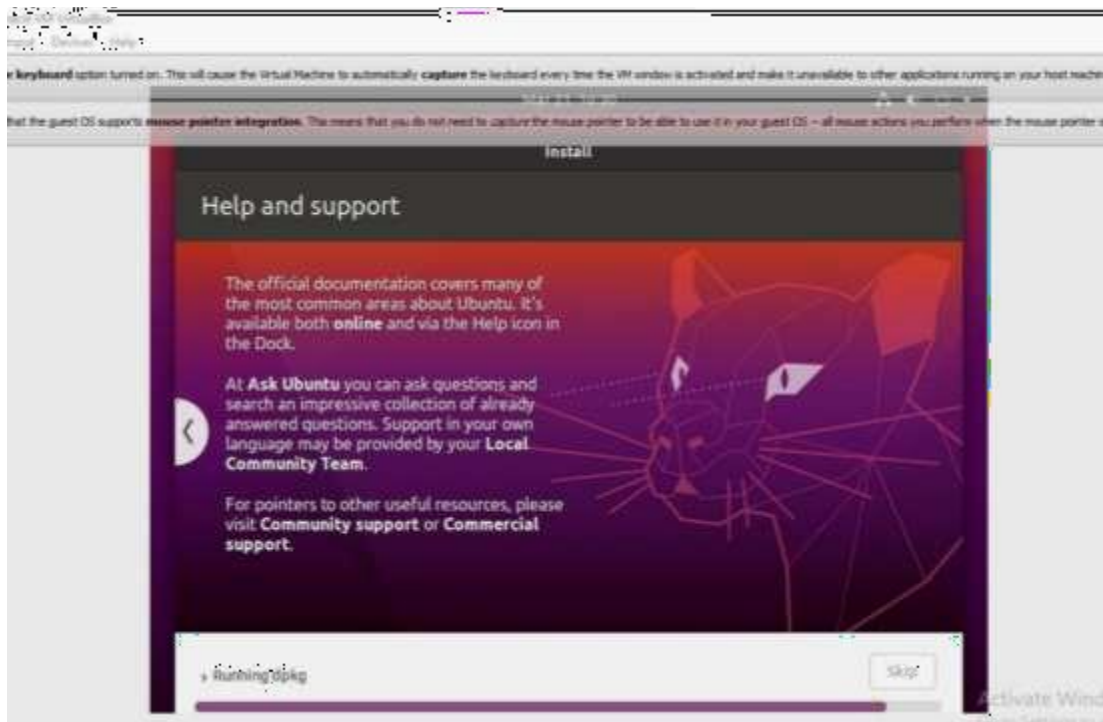 Devices Help
keyboard option turned on. This will cause the Virtual Machine to automatically capture the keyboard every time the VM window is activated and make it unavailable to other applications running on your host machin
that the guest OS supports mouse pointer integration. This means that you do not need to capture the mouse pointer to be able to use it in your guest OS – all mouse actions you perform when the mouse pointer
Install
Help and support
The official documentation covers many of
the most common areas about Ubuntu. It's
available both online and via the Help icon in
the Dock.
At Ask Ubuntu you can ask questions and
search an impressive collection of already
answered questions. Support in your own
language may be provided by your Local
Community Team.
For pointers to other useful resources, please
visit Community support or Commercial
support.
Running dpkg
Skip
Activate Wind